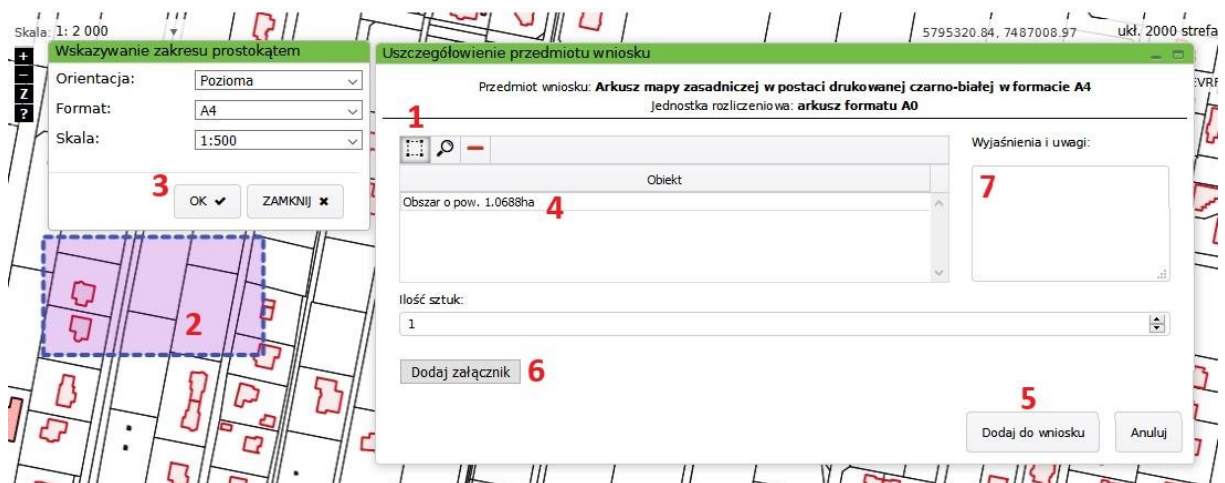 Skala: 1: 2 000
5795320.84, 7487008.97 ukł. 2000 strefa
+
−
Z
?
Wskazywanie zakresu prostokątem
Orientacja: Pozioma
Format: A4
Skala: 1:500
3
OK ✔ ZAMKNIJ ✖
2
Uszczegółowienie przedmiotu wniosku
Przedmiot wniosku: Arkusz mapy zasadniczej w postaci drukowanej czarno-białej w formacie A4
Jednostka rozliczeniowa: arkusz formatu A0
1
Obiekt
Obszar o pow. 1.0688ha 4
Wyjaśnienia i uwagi:
7
Ilość sztuk:
1
Dodaj załącznik 6
5
Dodaj do wniosku Anuluj